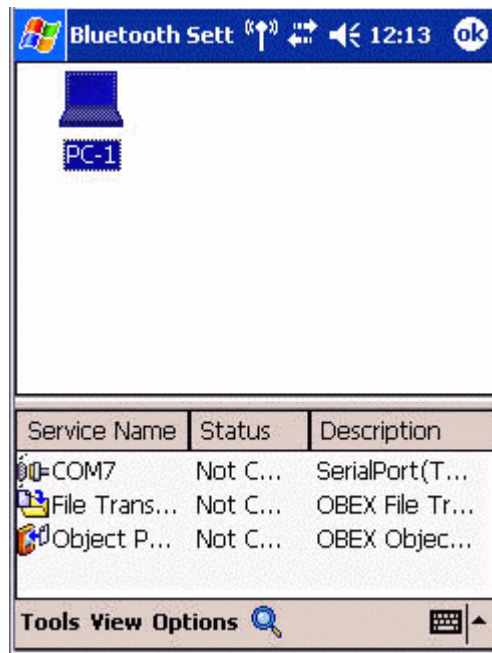 Bluetooth Sett 12:13 ok
PC-1
Service Name Status Description
COM7 Not C... SerialPort(T...
File Trans... Not C... OBEX File Tr...
Object P... Not C... OBEX Objec...
Tools View Options